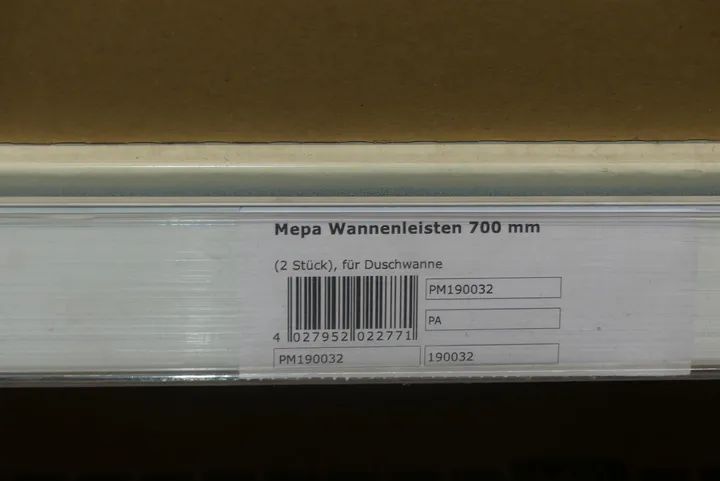 Mepa Wannenleisten 700 mm
(2 Stück), für Duschwanne
PM190032
PA
4 027952 022771
PM190032 190032